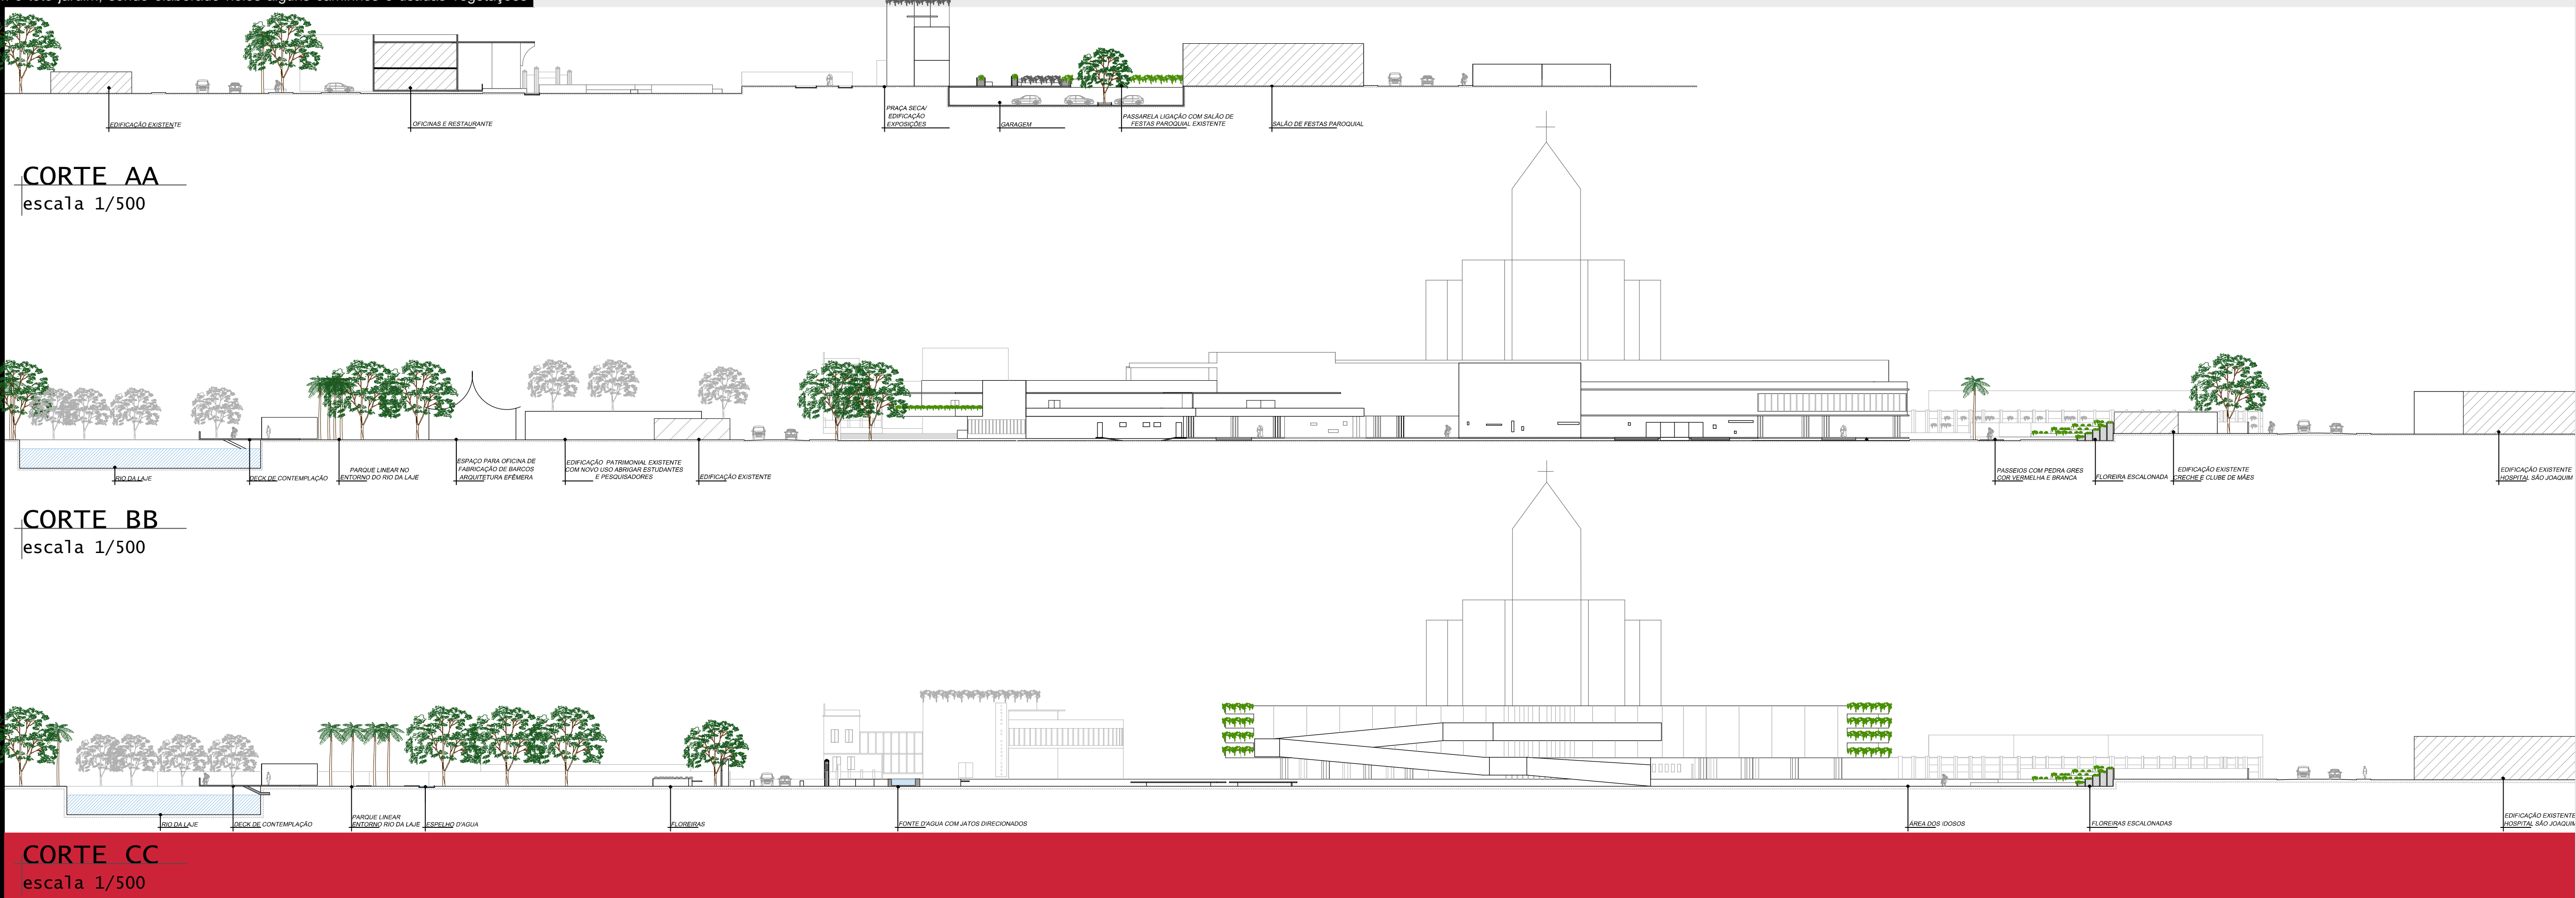 EDIFICAÇÃO EXISTENTE
OFICINAS E RESTAURANTE
PRAÇA SECA/
EDIFICAÇÃO
EXPOSIÇÕES
GARAGEM
PASSARELA LIGAÇÃO COM SALÃO DE
FESTAS PAROQUIAL EXISTENTE
SALÃO DE FESTAS PAROQUIAL
CORTE AA
escala 1/500
RIO DA LAJE
DECK DE CONTEMPLAÇÃO
PARQUE LINEAR NO
ENTORNO DO RIO DA LAJE
ESPAÇO PARA OFICINA DE
FABRICAÇÃO DE BARCOS
ARQUITETURA EFÊMERA
EDIFICAÇÃO PATRIMONIAL EXISTENTE
COM NOVO USO ABRIGAR ESTUDANTES
E PESQUISADORES
EDIFICAÇÃO EXISTENTE
PASSEIOS COM PEDRA GRES
COR VERMELHA E BRANCA
FLOREIRA ESCALONADA
EDIFICAÇÃO EXISTENTE
CRECHE E CLUBE DE MÃES
EDIFICAÇÃO EXISTENTE
HOSPITAL SÃO JOAQUIM
CORTE BB
escala 1/500
RIO DA LAJE
DECK DE CONTEMPLAÇÃO
PARQUE LINEAR
ENTORNO RIO DA LAJE
ESPELHO D'AGUA
FLOREIRAS
FONTE D'AGUA COM JATOS DIRECIONADOS
ÁREA DOS IDOSOS
FLOREIRAS ESCALONADAS
EDIFICAÇÃO EXISTENTE
HOSPITAL SÃO JOAQUIM
CORTE CC
escala 1/500